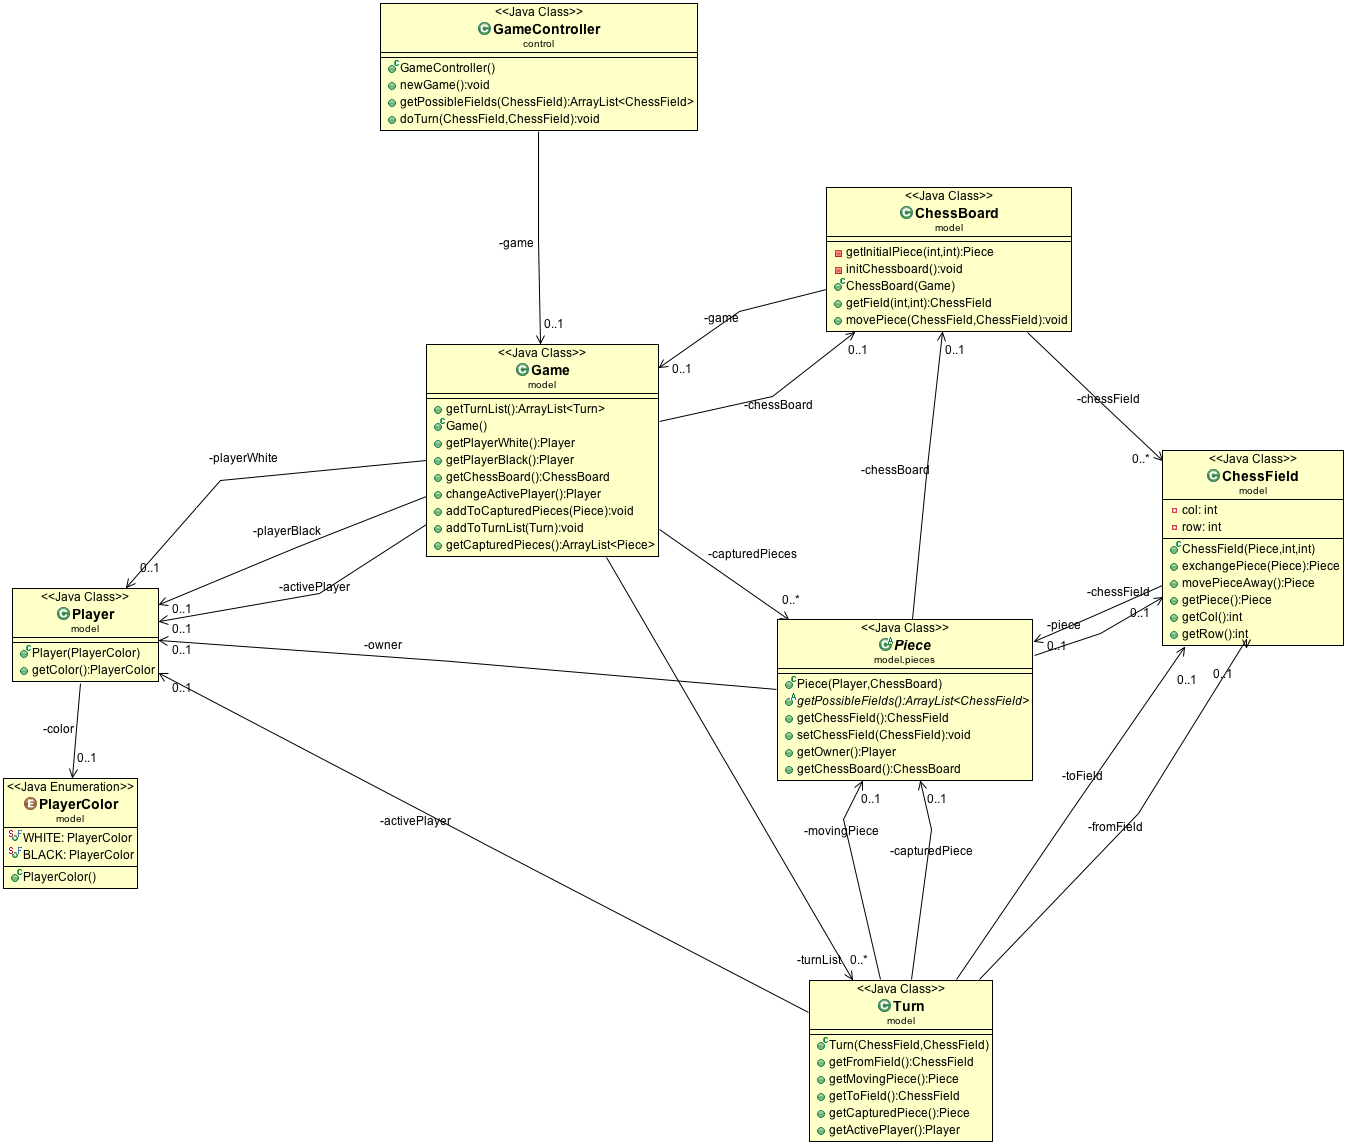 <<Java Class>>
GameController
control
GameController()
newGame():void
getPossibleFields(ChessField):ArrayList<ChessField>
doTurn(ChessField,ChessField):void
-game
0..1
<<Java Class>>
ChessBoard
model
getInitialPiece(int,int):Piece
initChessboard():void
ChessBoard(Game)
getField(int,int):ChessField
movePiece(ChessField,ChessField):void
-game
0..1
-chessBoard
0..1
-chessBoard
0..1
-chessField
0..*
<<Java Class>>
Game
model
getTurnList():ArrayList<Turn>
Game()
getPlayerWhite():Player
getPlayerBlack():Player
getChessBoard():ChessBoard
changeActivePlayer():Player
addToCapturedPieces(Piece):void
addToTurnList(Turn):void
getCapturedPieces():ArrayList<Piece>
<<Java Class>>
ChessField
model
col: int
row: int
ChessField(Piece,int,int)
exchangePiece(Piece):Piece
movePieceAway():Piece
getPiece():Piece
getCol():int
getRow():int
-playerWhite
0..1
-playerBlack
0..1
-activePlayer
0..1
-capturedPieces
0..*
-chessField
0..1
-piece
0..1
<<Java Class>>
Player
model
Player(PlayerColor)
getColor():PlayerColor
-owner
0..1
0..1
<<Java Class>>
Piece
model.pieces
Piece(Player,ChessBoard)
getPossibleFields():ArrayList<ChessField>
getChessField():ChessField
setChessField(ChessField):void
getOwner():Player
getChessBoard():ChessBoard
0..1
0..1
-color
0..1
<<Java Enumeration>>
PlayerColor
model
WHITE: PlayerColor
BLACK: PlayerColor
PlayerColor()
-activePlayer
-movingPiece
0..1
-capturedPiece
0..1
-toField
-fromField
-turnList
0..*
<<Java Class>>
Turn
model
Turn(ChessField,ChessField)
getFromField():ChessField
getMovingPiece():Piece
getToField():ChessField
getCapturedPiece():Piece
getActivePlayer():Player